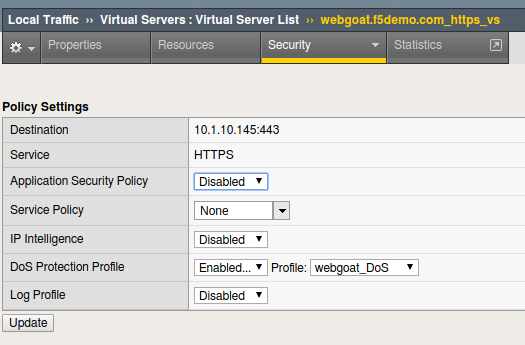 Local Traffic ›› Virtual Servers : Virtual Server List ›› webgoat.f5demo.com_https_vs
Properties Resources Security Statistics
Policy Settings
Destination 10.1.10.145:443
Service HTTPS
Application Security Policy Disabled
Service Policy None
IP Intelligence Disabled
DoS Protection Profile Enabled... Profile: webgoat_DoS
Log Profile Disabled
Update